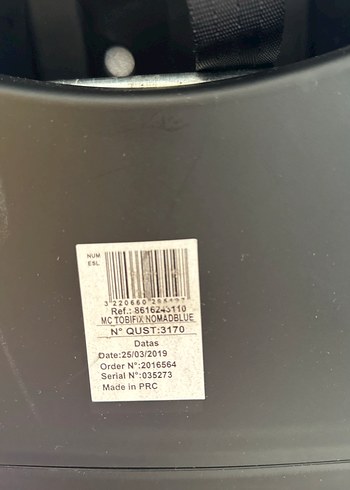 NUM
ESL
Ref.: 8616243110
MC TOBIFIX NOMADBLUE
N° QUST:3170
Datas
Date:25/03/2019
Order N°:2016564
Serial N°:035273
Made in PRC